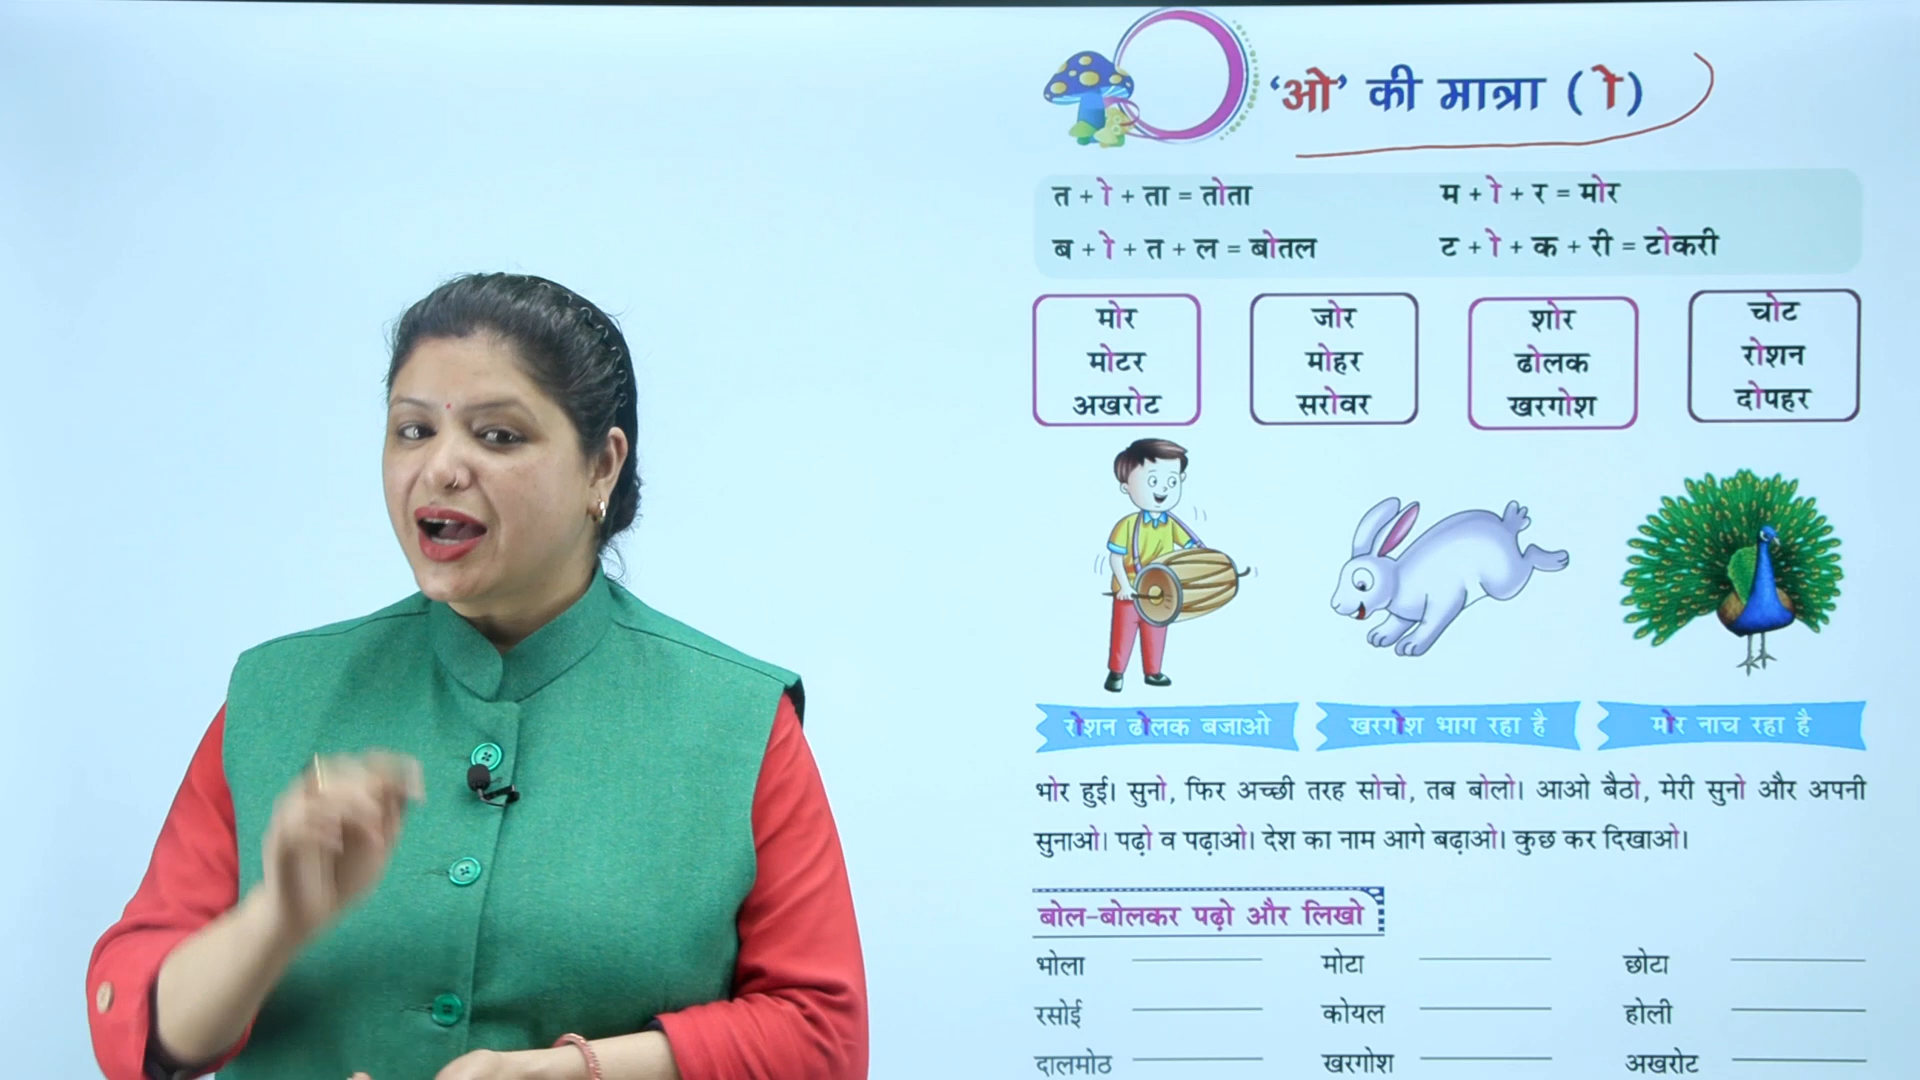 ‘ओ’ की मात्रा ( ो)
त + ो + ता = तोता
म + ो + र = मोर
ब + ो + त + ल = बोतल
ट + ो + क + री = टोकरी
मोर
मोटर
अखरोट
जोर
मोहर
सरोवर
शोर
ढोलक
खरगोश
चोट
रोशन
दोपहर
रोशन ढोलक बजाओ
खरगोश भाग रहा है
मोर नाच रहा है
भोर हुई। सुनो, फिर अच्छी तरह सोचो, तब बोलो। आओ बैठो, मेरी सुनो और अपनी
सुनाओ। पढ़ो व पढ़ाओ। देश का नाम आगे बढ़ाओ। कुछ कर दिखाओ।
बोल-बोलकर पढ़ो और लिखो
भोला
मोटा
छोटा
रसोई
कोयल
होली
दालमोठ
खरगोश
अखरोट